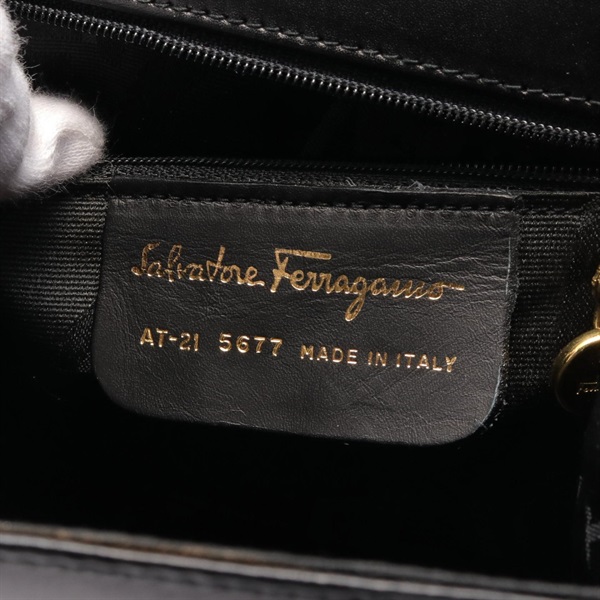 Salvatore Ferragamo
AT-21 5677 MADE IN ITALY